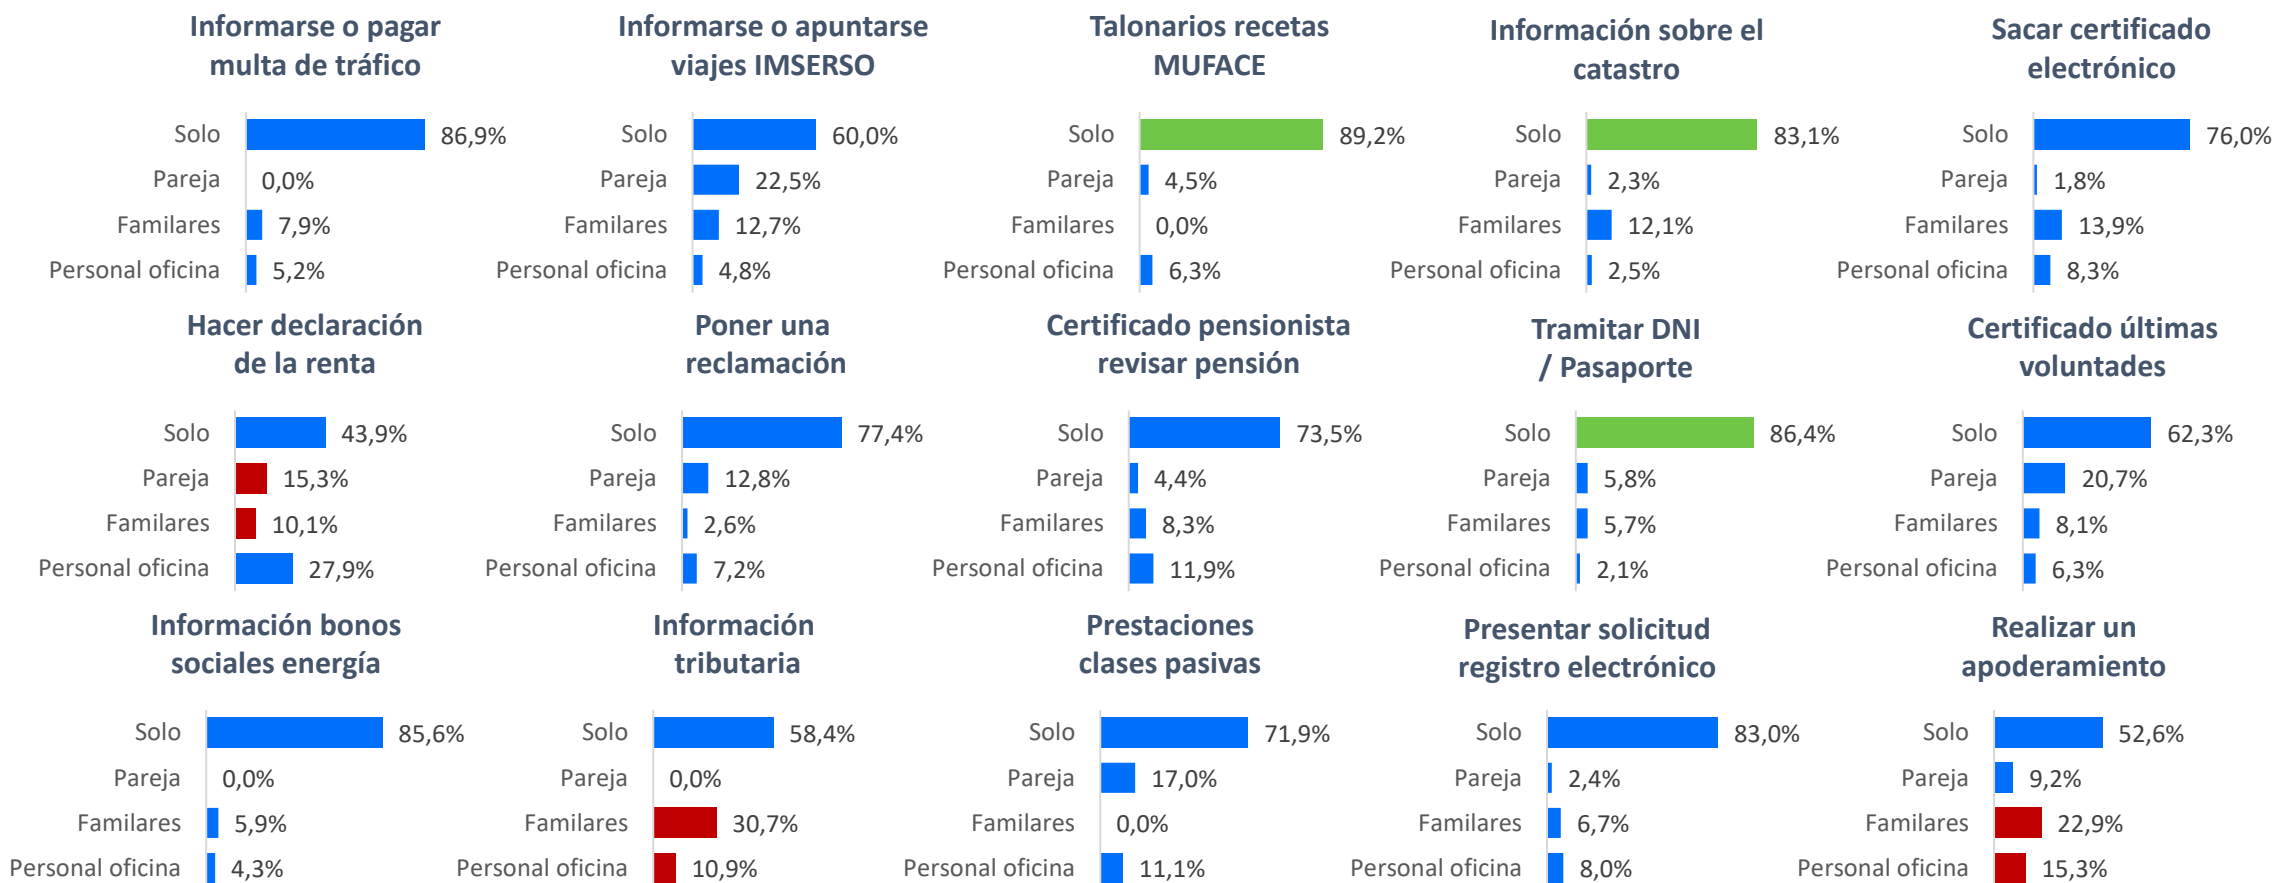 Informarse o pagar
multa de tráfico
Solo 86,9%
Pareja 0,0%
Familares 7,9%
Personal oficina 5,2%
Informarse o apuntarse
viajes IMSERSO
Solo 60,0%
Pareja 22,5%
Familares 12,7%
Personal oficina 4,8%
Talonarios recetas
MUFACE
Solo 89,2%
Pareja 4,5%
Familares 0,0%
Personal oficina 6,3%
Información sobre el
catastro
Solo 83,1%
Pareja 2,3%
Familares 12,1%
Personal oficina 2,5%
Sacar certificado
electrónico
Solo 76,0%
Pareja 1,8%
Familares 13,9%
Personal oficina 8,3%
Hacer declaración
de la renta
Solo 43,9%
Pareja 15,3%
Familares 10,1%
Personal oficina 27,9%
Poner una
reclamación
Solo 77,4%
Pareja 12,8%
Familares 2,6%
Personal oficina 7,2%
Certificado pensionista
revisar pensión
Solo 73,5%
Pareja 4,4%
Familares 8,3%
Personal oficina 11,9%
Tramitar DNI
/ Pasaporte
Solo 86,4%
Pareja 5,8%
Familares 5,7%
Personal oficina 2,1%
Certificado últimas
voluntades
Solo 62,3%
Pareja 20,7%
Familares 8,1%
Personal oficina 6,3%
Información bonos
sociales energía
Solo 85,6%
Pareja 0,0%
Familares 5,9%
Personal oficina 4,3%
Información
tributaria
Solo 58,4%
Pareja 0,0%
Familares 30,7%
Personal oficina 10,9%
Prestaciones
clases pasivas
Solo 71,9%
Pareja 17,0%
Familares 0,0%
Personal oficina 11,1%
Presentar solicitud
registro electrónico
Solo 83,0%
Pareja 2,4%
Familares 6,7%
Personal oficina 8,0%
Realizar un
apoderamiento
Solo 52,6%
Pareja 9,2%
Familares 22,9%
Personal oficina 15,3%